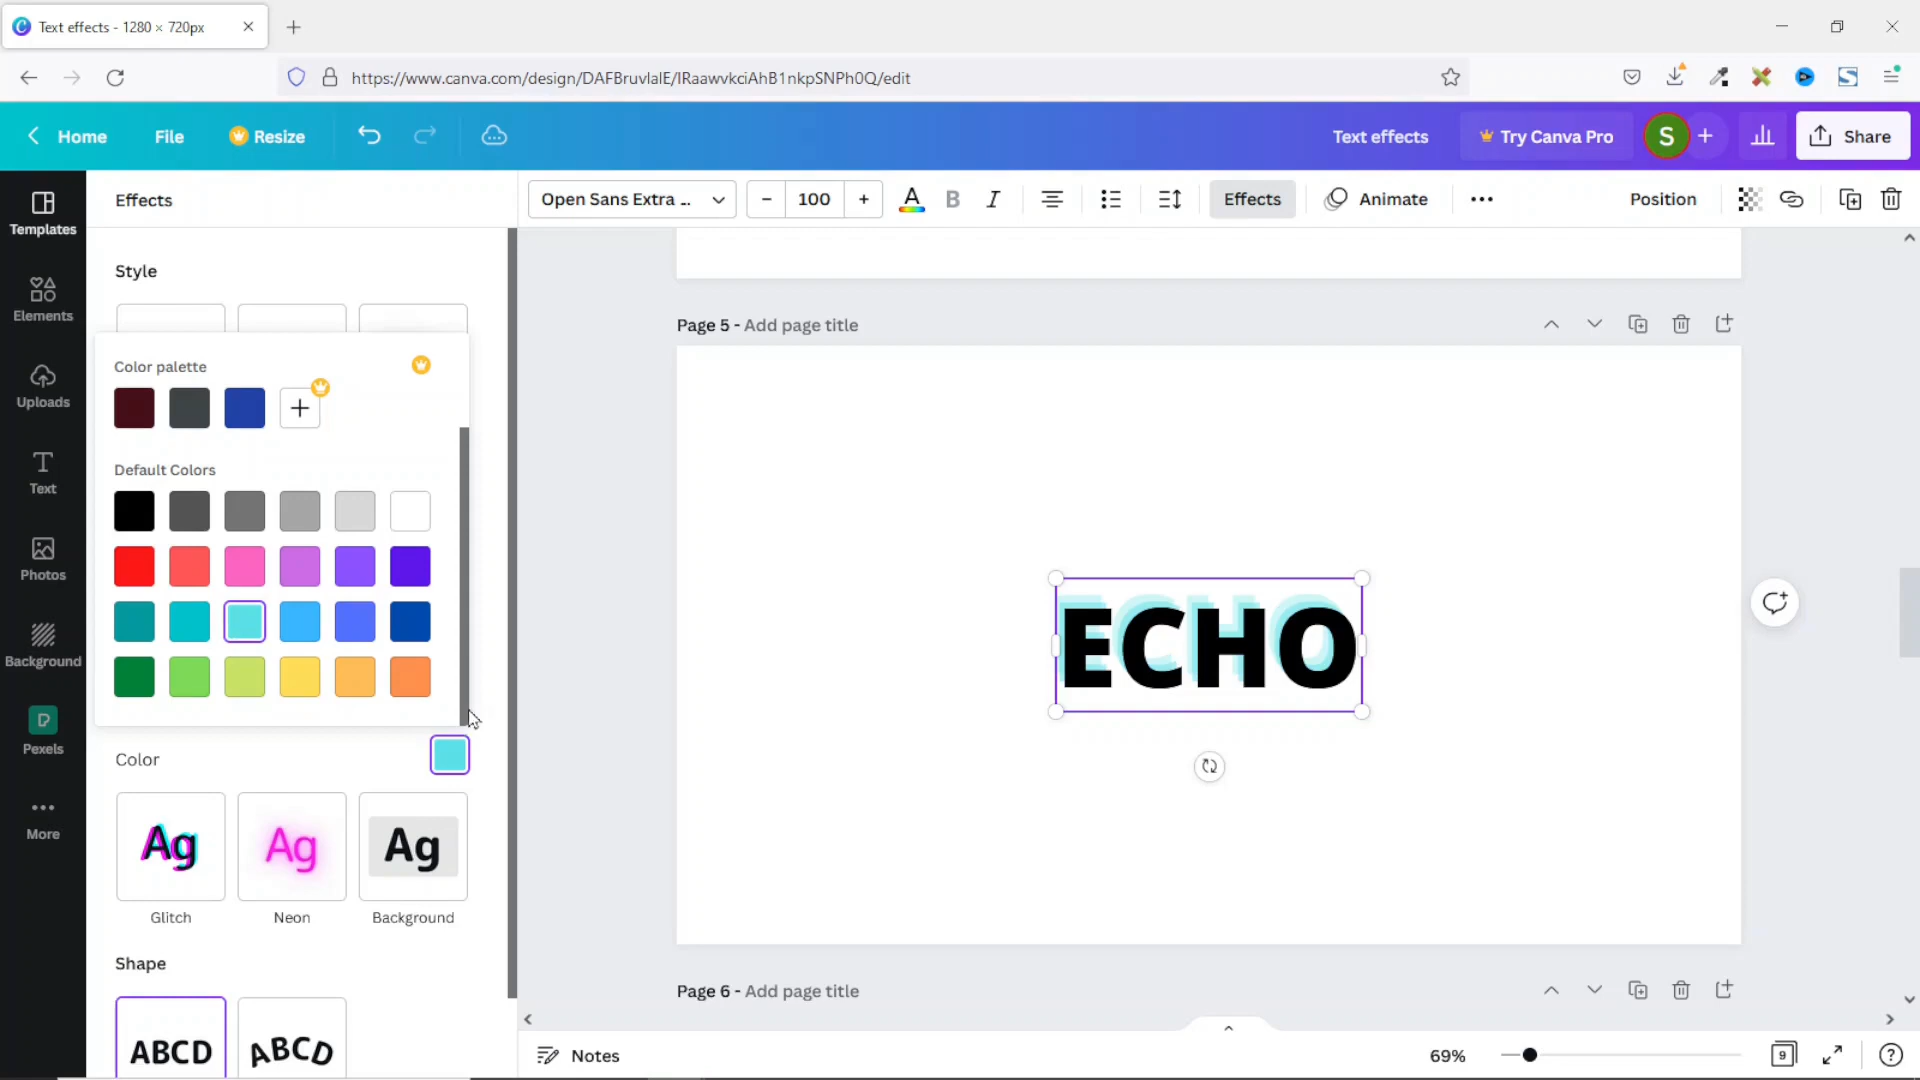 Text effects - 1280 × 720px
https://www.canva.com/design/DAFBruvlalE/IRaawvkciAhB1nkpSNPh0Q/edit
Home File Resize Text effects Try Canva Pro S Share
Templates
Elements
Uploads
Text
Photos
Background
Pexels
More
Effects
Style
Color palette
Default Colors
Color
Ag Ag Ag
Glitch Neon Background
Shape
ABCD ABCD
Open Sans Extra ... 100 A B I Effects Animate Position
Page 5 - Add page title
ECHO
Page 6 - Add page title
Notes 69% 9